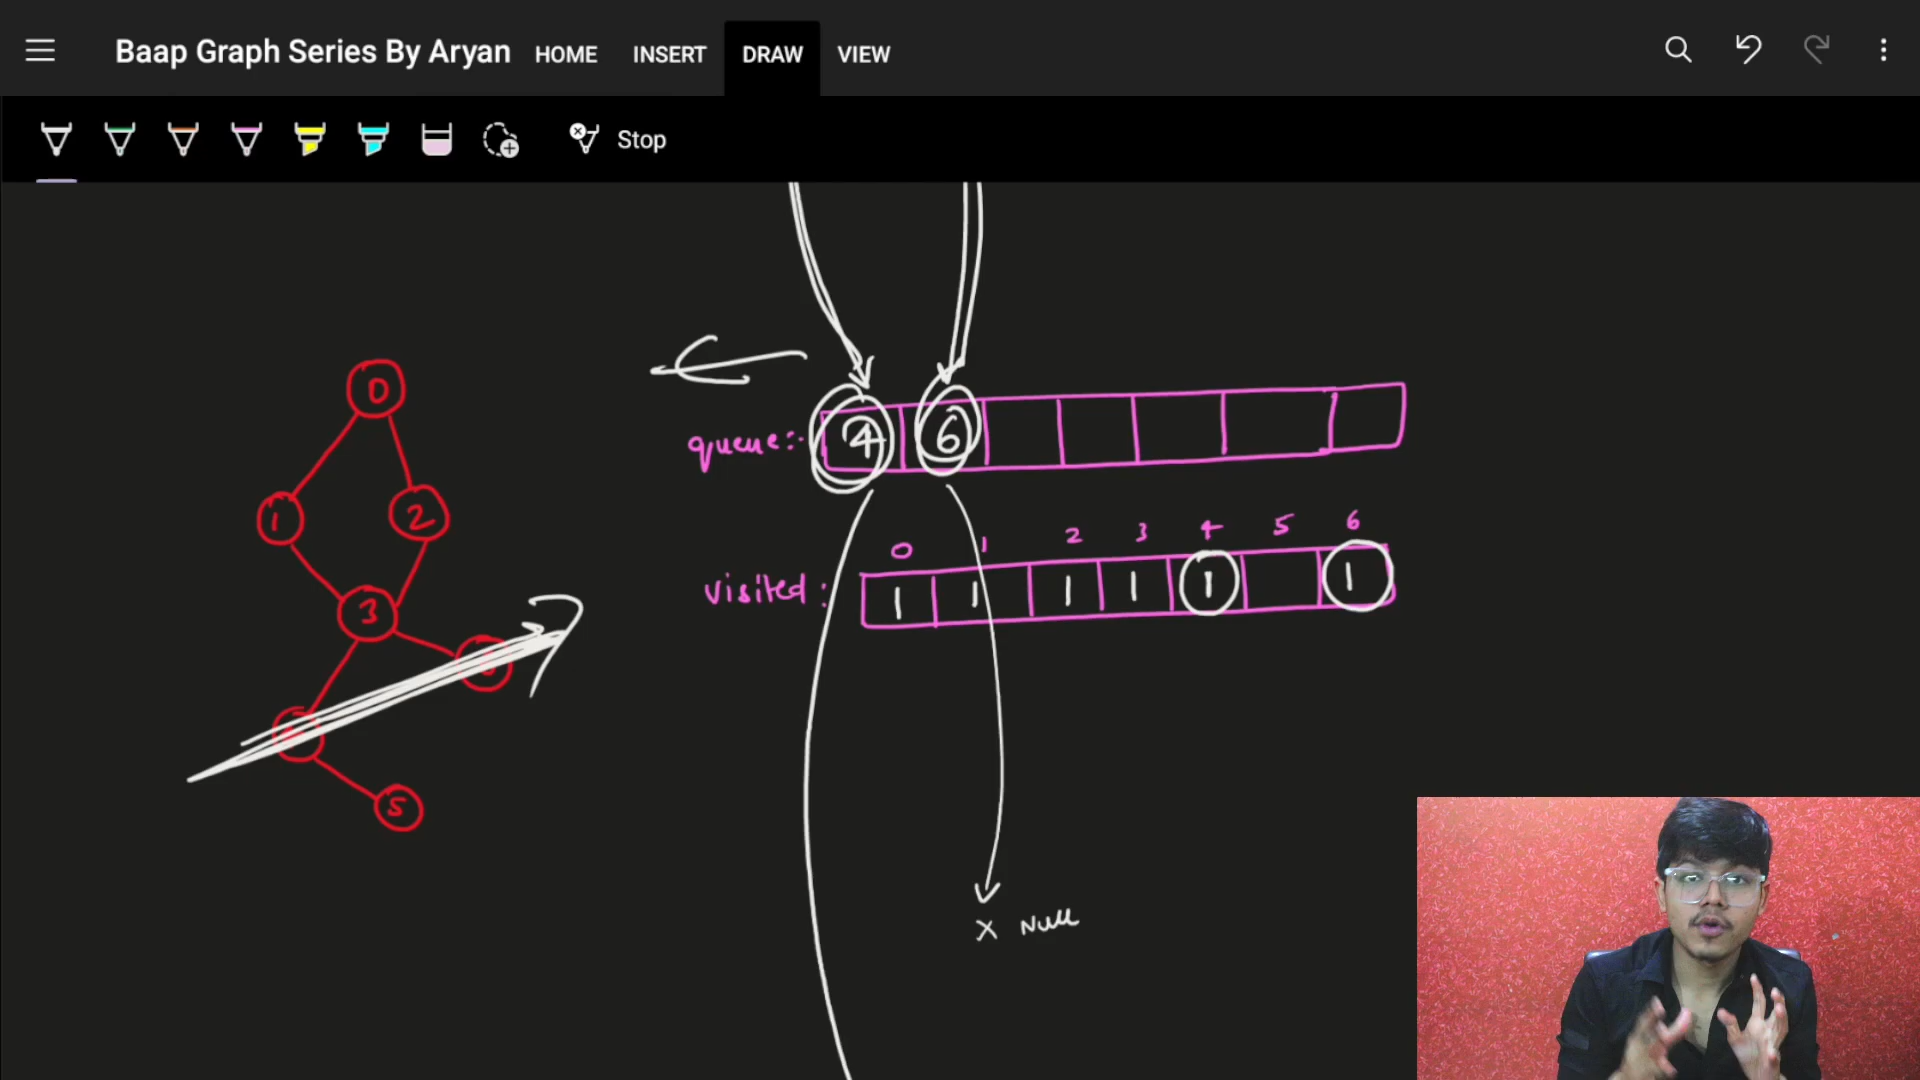 Baap Graph Series By Aryan HOME INSERT DRAW VIEW
Stop
0
1 2
3
5
queue: 4 6
0 1 2 3 4 5 6
visited: 1 1 1 1 1 1
X Null